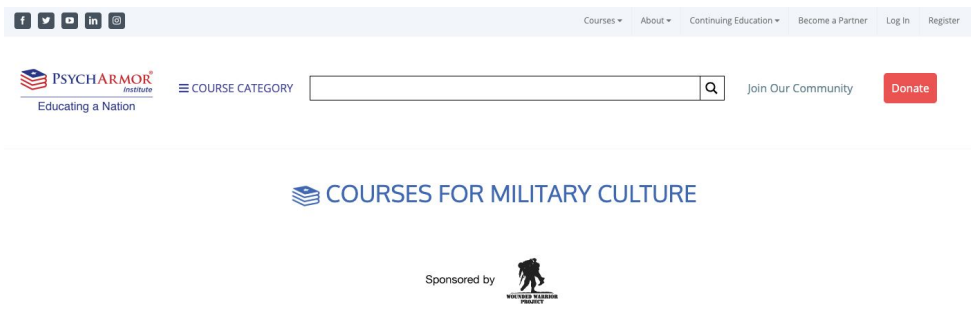 Courses About Continuing Education Become a Partner Log In Register
PSYCHARMOR®
Institute
Educating a Nation
COURSE CATEGORY
Join Our Community
Donate
COURSES FOR MILITARY CULTURE
Sponsored by
WOUNDED WARRIOR
PROJECT